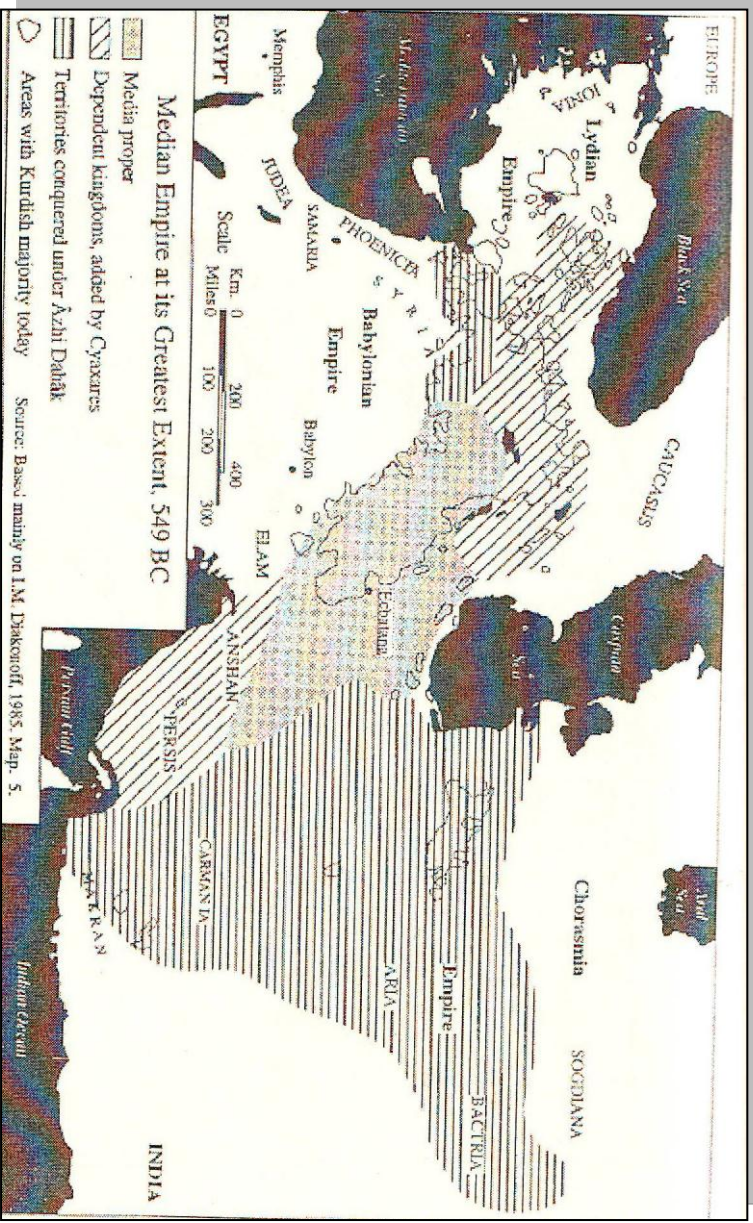 EUROPE
Black Sea
CAUCASUS
Caspian
Sea
Aral
Sea
Chorasmia
SOGDIANA
IONIA
Lydian
Empire
Mediterranean
Sea
PHOENICIA
SYRIA
SAMARIA
JUDEA
Memphis
EGYPT
Babylonian
Empire
Babylon
ELAM
Ecbatana
ANSHAN
PERSIS
Persian Gulf
CARMANIA
MAKRAN
ARIA
Empire
BACTRIA
INDIA
Indian Ocean
Scale Km. 0 200 400
Miles 0 100 200 300
Median Empire at its Greatest Extent, 549 BC
Media proper
Dependent kingdoms, added by Cyaxares
Territories conquered under Âzhi Dahâk
Areas with Kurdish majority today Source: Based mainly on I.M. Diakonoff, 1985. Map. 5.